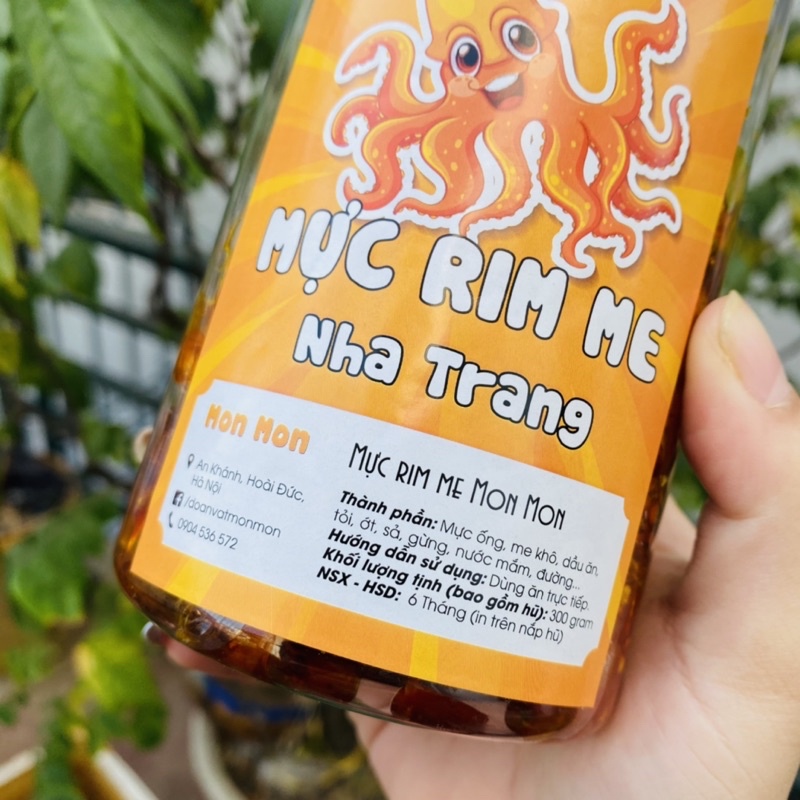 MỰC RIM ME
Nha Trang
Mon Mon
An Khánh, Hoài Đức,
Hà Nội
/doanvatmonmon
0904 536 572
MỰC RIM ME MON MON
Thành phần: Mực ống, me khô, dầu ăn,
tỏi, ớt, sả, gừng, nước mắm, đường...
Hướng dẫn sử dụng: Dùng ăn trực tiếp.
Khối lượng tịnh (bao gồm hũ): 300 gram
NSX - HSD: 6 Tháng (in trên nắp hũ)